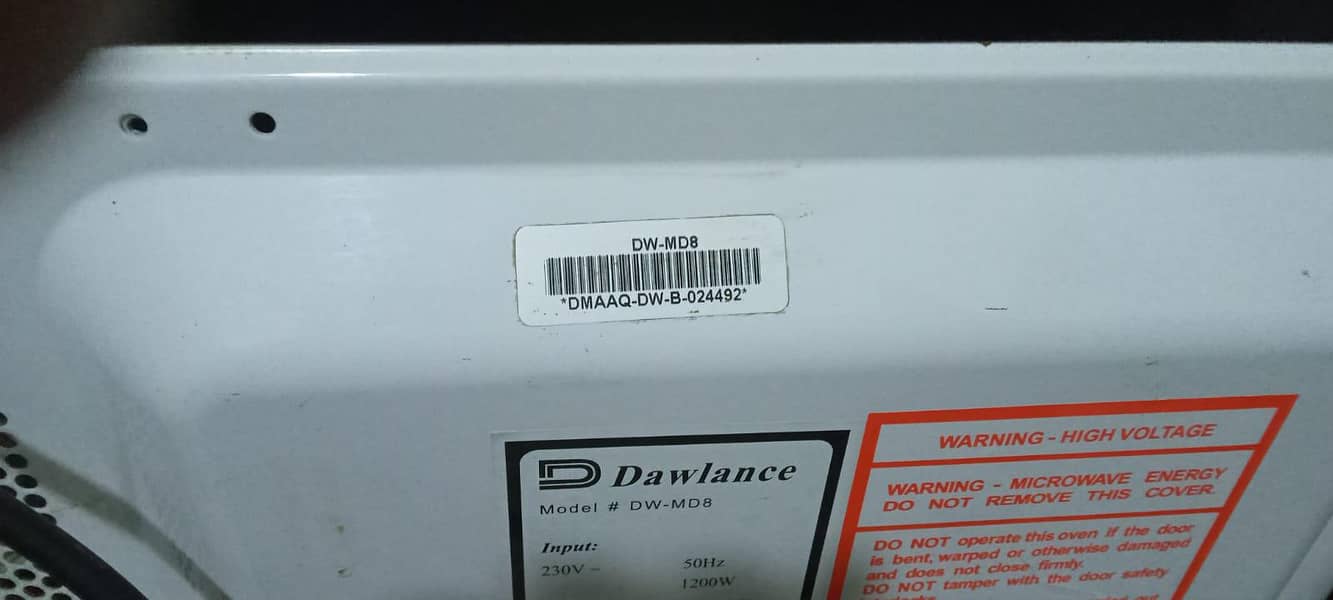 DW-MD8
*DMAAQ-DW-B-024492*
Dawlance
Model # DW-MD8
Input:
230V ~ 50Hz
1200W
WARNING - HIGH VOLTAGE
WARNING - MICROWAVE ENERGY
DO NOT REMOVE THIS COVER.
DO NOT operate this oven if the door
is bent, warped or otherwise damaged
and does not close firmly.
DO NOT tamper with the door safety